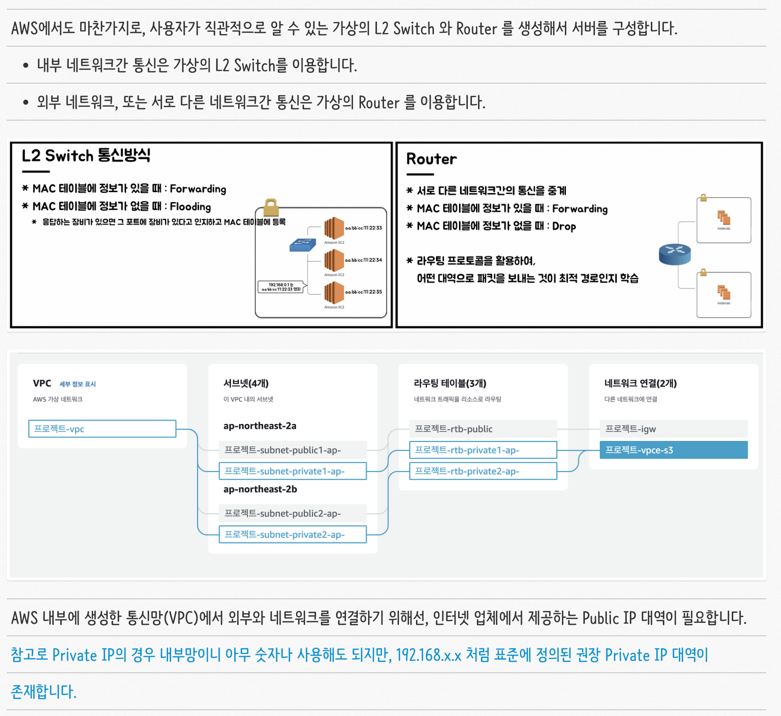 AWS에서도 마찬가지로, 사용자가 직관적으로 알 수 있는 가상의 L2 Switch 와 Router 를 생성해서 서버를 구성합니다.
• 내부 네트워크간 통신은 가상의 L2 Switch를 이용합니다.
• 외부 네트워크, 또는 서로 다른 네트워크간 통신은 가상의 Router 를 이용합니다.
L2 Switch 통신방식
* MAC 테이블에 정보가 있을 때 : Forwarding
* MAC 테이블에 정보가 없을 때 : Flooding
* 응답하는 장비가 있으면 그 포트에 장비가 있다고 인지하고 MAC 테이블에 등록
aa:bb:cc:11:22:33
Amazon EC2
aa:bb:cc:11:22:34
Amazon EC2
192.168.0.1 는
aa:bb:cc:11:22:33
aa:bb:cc:11:22:35
Amazon EC2
Router
* 서로 다른 네트워크간의 통신을 중계
* MAC 테이블에 정보가 있을 때 : Forwarding
* MAC 테이블에 정보가 없을 때 : Drop
* 라우팅 프로토콜을 활용하여,
어떤 대역으로 패킷을 보내는 것이 최적 경로인지 학습
Instances
Instances
VPC 세부 정보 표시
AWS 가상 네트워크
프로젝트-vpc
서브넷(4개)
이 VPC 내의 서브넷
ap-northeast-2a
프로젝트-subnet-public1-ap-
프로젝트-subnet-private1-ap-
ap-northeast-2b
프로젝트-subnet-public2-ap-
프로젝트-subnet-private2-ap-
라우팅 테이블(3개)
네트워크 트래픽을 리소스로 라우팅
프로젝트-rtb-public
프로젝트-rtb-private1-ap-
프로젝트-rtb-private2-ap-
네트워크 연결(2개)
다른 네트워크에 연결
프로젝트-igw
프로젝트-vpce-s3
AWS 내부에 생성한 통신망(VPC)에서 외부와 네트워크를 연결하기 위해선, 인터넷 업체에서 제공하는 Public IP 대역이 필요합니다.
참고로 Private IP의 경우 내부망이니 아무 숫자나 사용해도 되지만, 192.168.x.x 처럼 표준에 정의된 권장 Private IP 대역이
존재합니다.